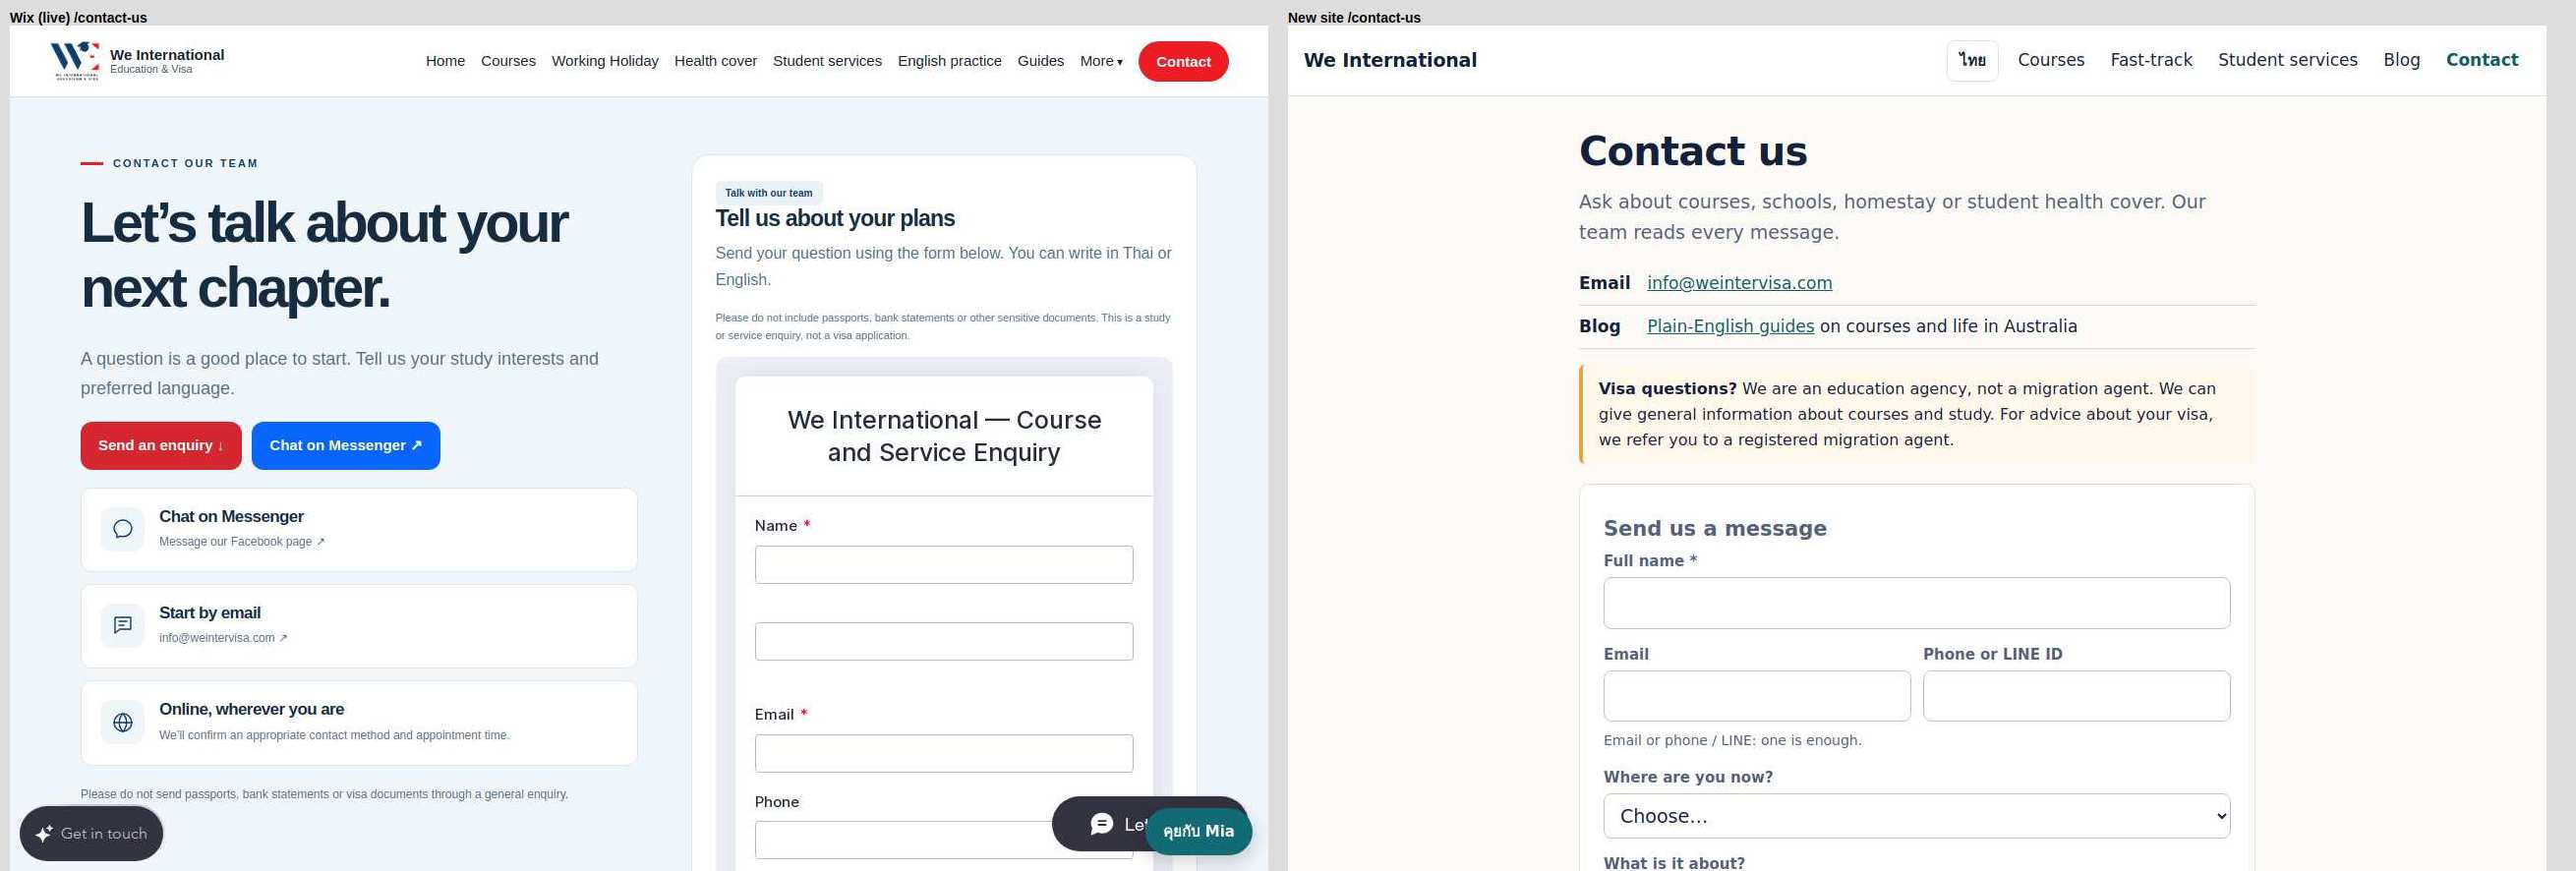 Wix (live) /contact-us
We International
Education & Visa
WE INTERNATIONAL
EDUCATION & VISA
Home Courses Working Holiday Health cover Student services English practice Guides More ▾ Contact
CONTACT OUR TEAM
Let’s talk about your
next chapter.
A question is a good place to start. Tell us your study interests and
preferred language.
Send an enquiry ↓ Chat on Messenger ↗
Chat on Messenger
Message our Facebook page ↗
Start by email
info@weintervisa.com ↗
Online, wherever you are
We’ll confirm an appropriate contact method and appointment time.
Please do not send passports, bank statements or visa documents through a general enquiry.
Get in touch
Talk with our team
Tell us about your plans
Send your question using the form below. You can write in Thai or
English.
Please do not include passports, bank statements or other sensitive documents. This is a study
or service enquiry, not a visa application.
We International — Course
and Service Enquiry
Name *
Email *
Phone
คุยกับ Mia
New site /contact-us
We International
ไทย Courses Fast-track Student services Blog Contact
Contact us
Ask about courses, schools, homestay or student health cover. Our
team reads every message.
Email info@weintervisa.com
Blog Plain-English guides on courses and life in Australia
Visa questions? We are an education agency, not a migration agent. We can
give general information about courses and study. For advice about your visa,
we refer you to a registered migration agent.
Send us a message
Full name *
Email Phone or LINE ID
Email or phone / LINE: one is enough.
Where are you now?
Choose...
What is it about?